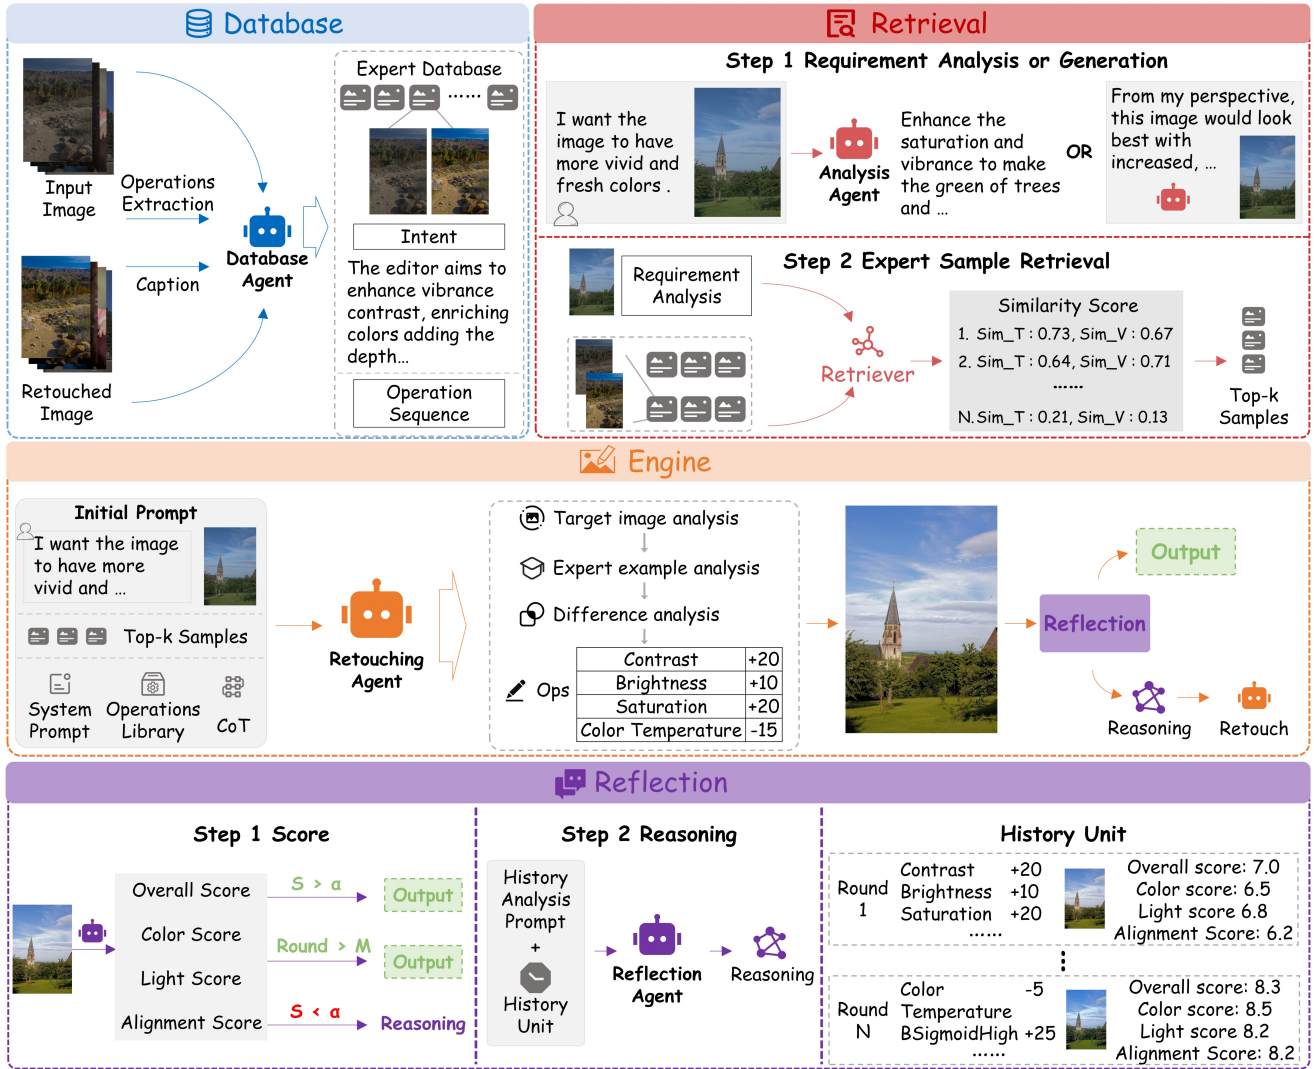 Database
Input
Image
Operations
Extraction
Caption
Retouched
Image
Database
Agent
Expert Database
......
Intent
The editor aims to
enhance vibrance
contrast, enriching
colors adding the
depth...
Operation
Sequence
Retrieval
Step 1 Requirement Analysis or Generation
I want the
image to have
more vivid and
fresh colors .
Analysis
Agent
Enhance the
saturation and
vibrance to make
the green of trees
and ...
OR
From my perspective,
this image would look
best with
increased, ...
Step 2 Expert Sample Retrieval
Requirement
Analysis
Retriever
Similarity Score
1. Sim_T : 0.73, Sim_V : 0.67
2. Sim_T : 0.64, Sim_V : 0.71
......
N. Sim_T : 0.21, Sim_V : 0.13
Top-k
Samples
Engine
Initial Prompt
I want the image
to have more
vivid and ...
Top-k Samples
System
Prompt
Operations
Library
CoT
Retouching
Agent
Target image analysis
Expert example analysis
Difference analysis
Ops
Contrast +20
Brightness +10
Saturation +20
Color Temperature -15
Output
Reflection
Reasoning
Retouch
Reflection
Step 1 Score
Overall Score
Color Score
Light Score
Alignment Score
S > α
Output
Round > M
Output
S < α
Reasoning
Step 2 Reasoning
History
Analysis
Prompt
+
History
Unit
Reflection
Agent
Reasoning
History Unit
Round
1
Contrast +20
Brightness +10
Saturation +20
......
Overall score: 7.0
Color score: 6.5
Light score 6.8
Alignment Score: 6.2
Round
N
Color -5
Temperature
BSigmoidHigh +25
......
Overall score: 8.3
Color score: 8.5
Light score 8.2
Alignment Score: 8.2